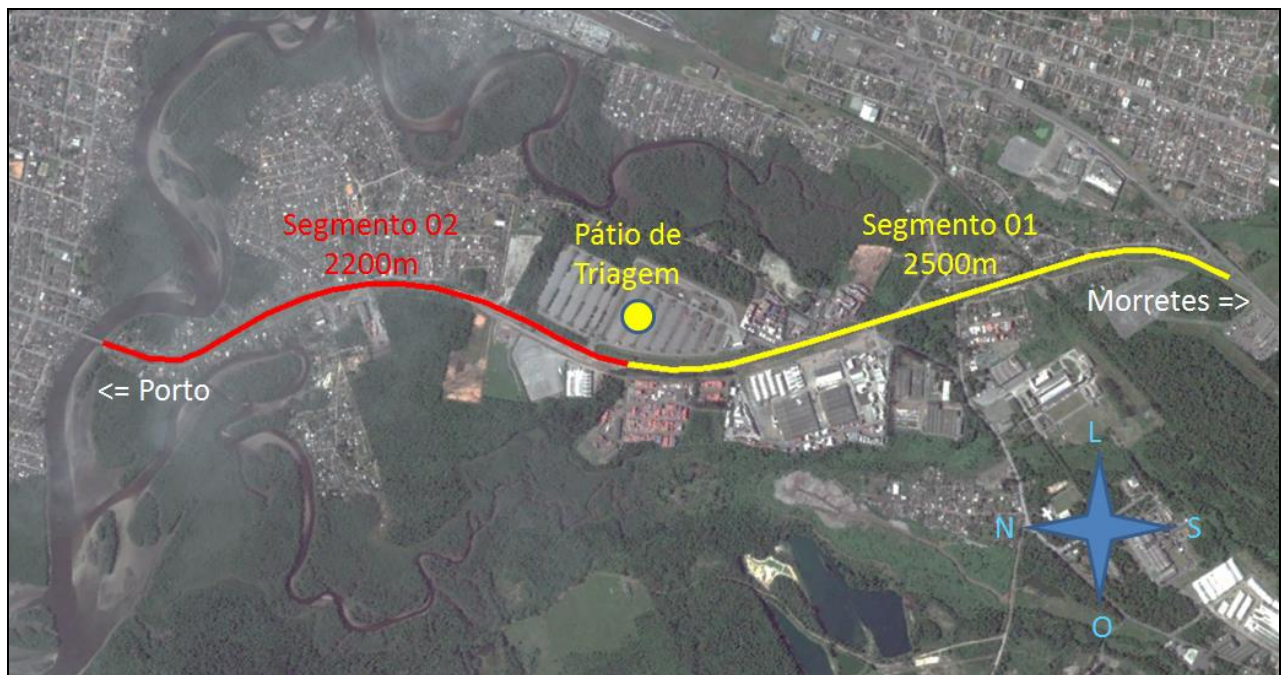 Segmento 02
2200m
Pátio de
Triagem
Segmento 01
2500m
Morretes =>
<= Porto
L
N
S
O